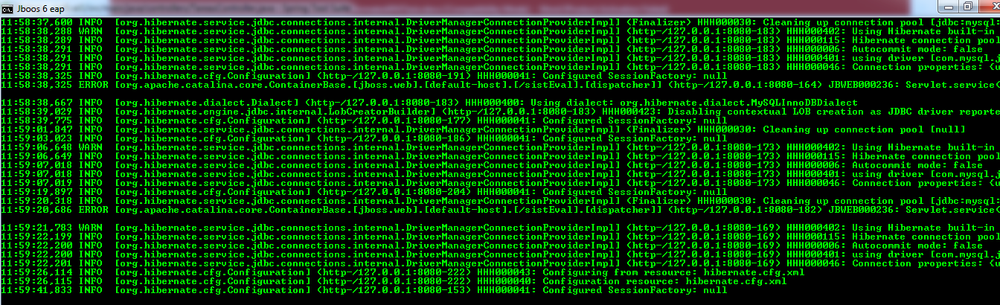 Jboos 6 eap
11:58:37,600 INFO [org.hibernate.service.jdbc.connections.internal.DriverManagerConnectionProviderImpl] (Finalizer) HHH000030: Cleaning up connection pool [jdbc:mysql:
11:58:38,288 WARN [org.hibernate.service.jdbc.connections.internal.DriverManagerConnectionProviderImpl] (http-/127.0.0.1:8080-183) HHH000402: Using Hibernate built-in
11:58:38,289 INFO [org.hibernate.service.jdbc.connections.internal.DriverManagerConnectionProviderImpl] (http-/127.0.0.1:8080-183) HHH000115: Hibernate connection pool
11:58:38,291 INFO [org.hibernate.service.jdbc.connections.internal.DriverManagerConnectionProviderImpl] (http-/127.0.0.1:8080-183) HHH000006: Autocommit mode: false
11:58:38,291 INFO [org.hibernate.service.jdbc.connections.internal.DriverManagerConnectionProviderImpl] (http-/127.0.0.1:8080-183) HHH000401: using driver [com.mysql.j
11:58:38,291 INFO [org.hibernate.service.jdbc.connections.internal.DriverManagerConnectionProviderImpl] (http-/127.0.0.1:8080-183) HHH000046: Connection properties: {u
11:58:38,325 INFO [org.hibernate.cfg.Configuration] (http-/127.0.0.1:8080-191) HHH000041: Configured SessionFactory: null
11:58:38,325 ERROR [org.apache.catalina.core.ContainerBase.[jboss.web].[default-host].[/sistEval].[dispatcher]] (http-/127.0.0.1:8080-164) JBWEB000236: Servlet.service(
11:58:38,667 INFO [org.hibernate.dialect.Dialect] (http-/127.0.0.1:8080-183) HHH000400: Using dialect: org.hibernate.dialect.MySQLInnoDBDialect
11:58:39,029 INFO [org.hibernate.engine.jdbc.internal.LobCreatorBuilder] (http-/127.0.0.1:8080-183) HHH000423: Disabling contextual LOB creation as JDBC driver reporte
11:58:39,775 INFO [org.hibernate.cfg.Configuration] (http-/127.0.0.1:8080-177) HHH000041: Configured SessionFactory: null
11:59:01,847 INFO [org.hibernate.service.jdbc.connections.internal.DriverManagerConnectionProviderImpl] (Finalizer) HHH000030: Cleaning up connection pool [null]
11:59:03,023 INFO [org.hibernate.cfg.Configuration] (http-/127.0.0.1:8080-186) HHH000041: Configured SessionFactory: null
11:59:06,648 WARN [org.hibernate.service.jdbc.connections.internal.DriverManagerConnectionProviderImpl] (http-/127.0.0.1:8080-173) HHH000402: Using Hibernate built-in
11:59:06,649 INFO [org.hibernate.service.jdbc.connections.internal.DriverManagerConnectionProviderImpl] (http-/127.0.0.1:8080-173) HHH000115: Hibernate connection pool
11:59:07,018 INFO [org.hibernate.service.jdbc.connections.internal.DriverManagerConnectionProviderImpl] (http-/127.0.0.1:8080-173) HHH000006: Autocommit mode: false
11:59:07,018 INFO [org.hibernate.service.jdbc.connections.internal.DriverManagerConnectionProviderImpl] (http-/127.0.0.1:8080-173) HHH000401: using driver [com.mysql.j
11:59:07,019 INFO [org.hibernate.service.jdbc.connections.internal.DriverManagerConnectionProviderImpl] (http-/127.0.0.1:8080-173) HHH000046: Connection properties: {u
11:59:19,897 INFO [org.hibernate.cfg.Configuration] (http-/127.0.0.1:8080-204) HHH000041: Configured SessionFactory: null
11:59:20,318 INFO [org.hibernate.service.jdbc.connections.internal.DriverManagerConnectionProviderImpl] (Finalizer) HHH000030: Cleaning up connection pool [jdbc:mysql:
11:59:20,686 ERROR [org.apache.catalina.core.ContainerBase.[jboss.web].[default-host].[/sistEval].[dispatcher]] (http-/127.0.0.1:8080-182) JBWEB000236: Servlet.service(
11:59:21,783 WARN [org.hibernate.service.jdbc.connections.internal.DriverManagerConnectionProviderImpl] (http-/127.0.0.1:8080-169) HHH000402: Using Hibernate built-in
11:59:22,199 INFO [org.hibernate.service.jdbc.connections.internal.DriverManagerConnectionProviderImpl] (http-/127.0.0.1:8080-169) HHH000115: Hibernate connection pool
11:59:22,200 INFO [org.hibernate.service.jdbc.connections.internal.DriverManagerConnectionProviderImpl] (http-/127.0.0.1:8080-169) HHH000006: Autocommit mode: false
11:59:22,200 INFO [org.hibernate.service.jdbc.connections.internal.DriverManagerConnectionProviderImpl] (http-/127.0.0.1:8080-169) HHH000401: using driver [com.mysql.j
11:59:22,201 INFO [org.hibernate.service.jdbc.connections.internal.DriverManagerConnectionProviderImpl] (http-/127.0.0.1:8080-169) HHH000046: Connection properties: {u
11:59:26,114 INFO [org.hibernate.cfg.Configuration] (http-/127.0.0.1:8080-222) HHH000043: Configuring from resource: hibernate.cfg.xml
11:59:26,115 INFO [org.hibernate.cfg.Configuration] (http-/127.0.0.1:8080-222) HHH000040: Configuration resource: hibernate.cfg.xml
11:59:41,833 INFO [org.hibernate.cfg.Configuration] (http-/127.0.0.1:8080-153) HHH000041: Configured SessionFactory: null